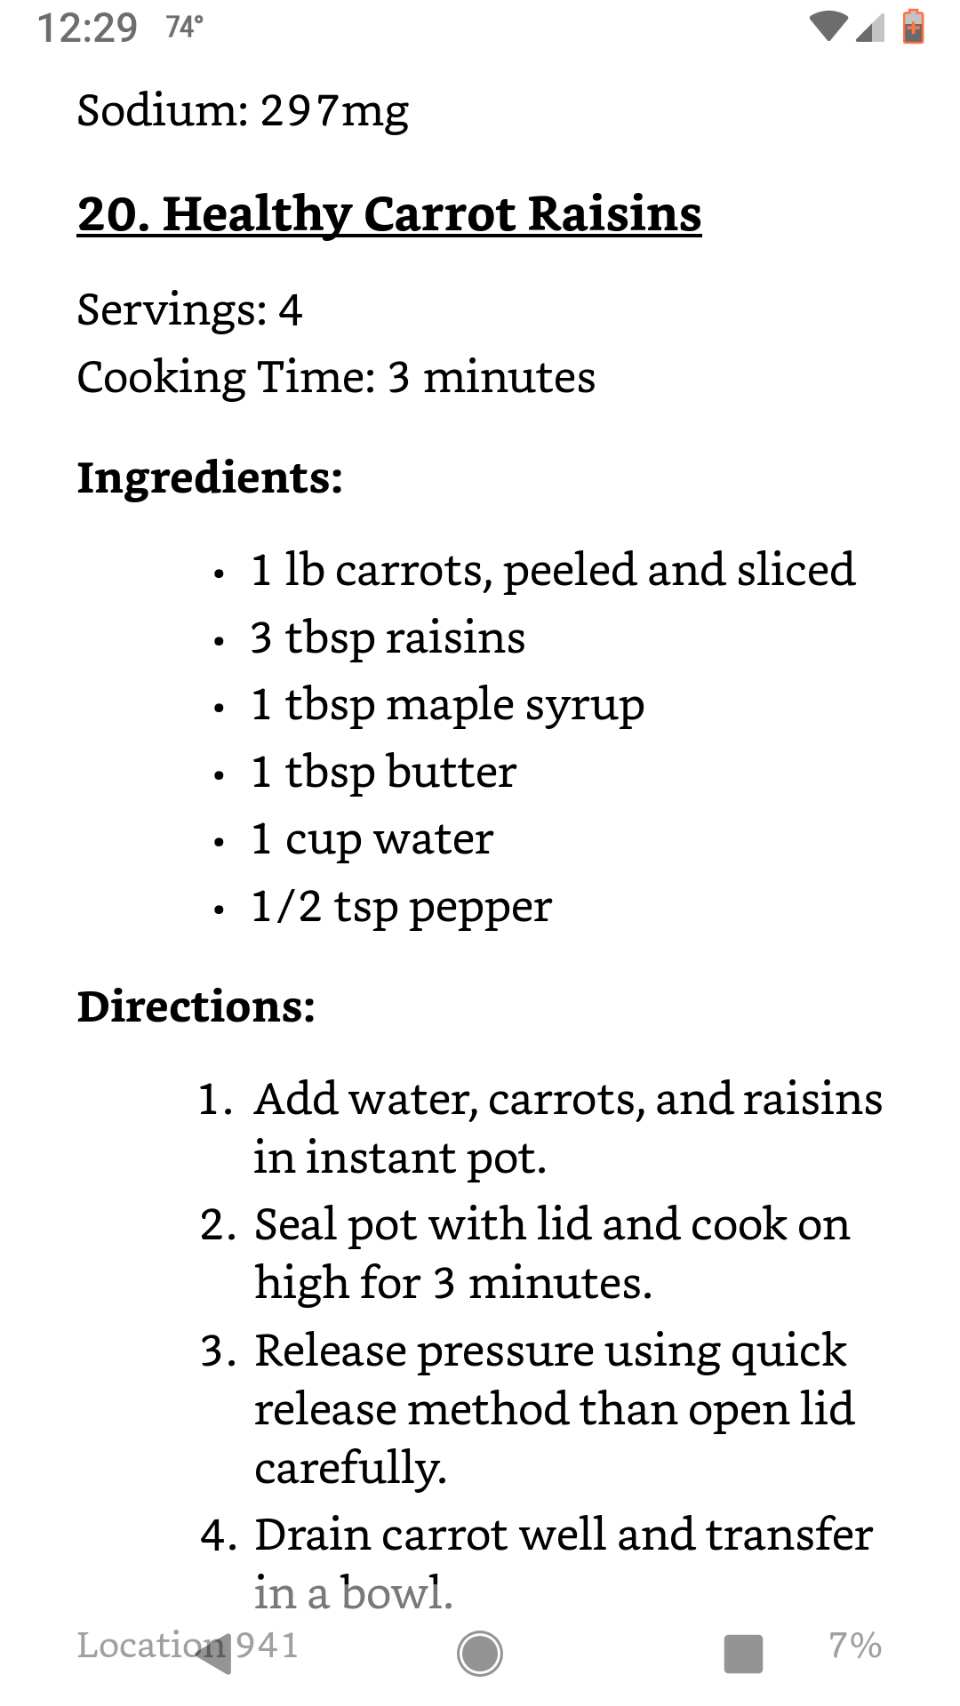 12:29 74°
Sodium: 297mg
20. Healthy Carrot Raisins
Servings: 4
Cooking Time: 3 minutes
Ingredients:
• 1 lb carrots, peeled and sliced
• 3 tbsp raisins
• 1 tbsp maple syrup
• 1 tbsp butter
• 1 cup water
• 1/2 tsp pepper
Directions:
1. Add water, carrots, and raisins
in instant pot.
2. Seal pot with lid and cook on
high for 3 minutes.
3. Release pressure using quick
release method than open lid
carefully.
4. Drain carrot well and transfer
in a bowl.
Location 941 7%